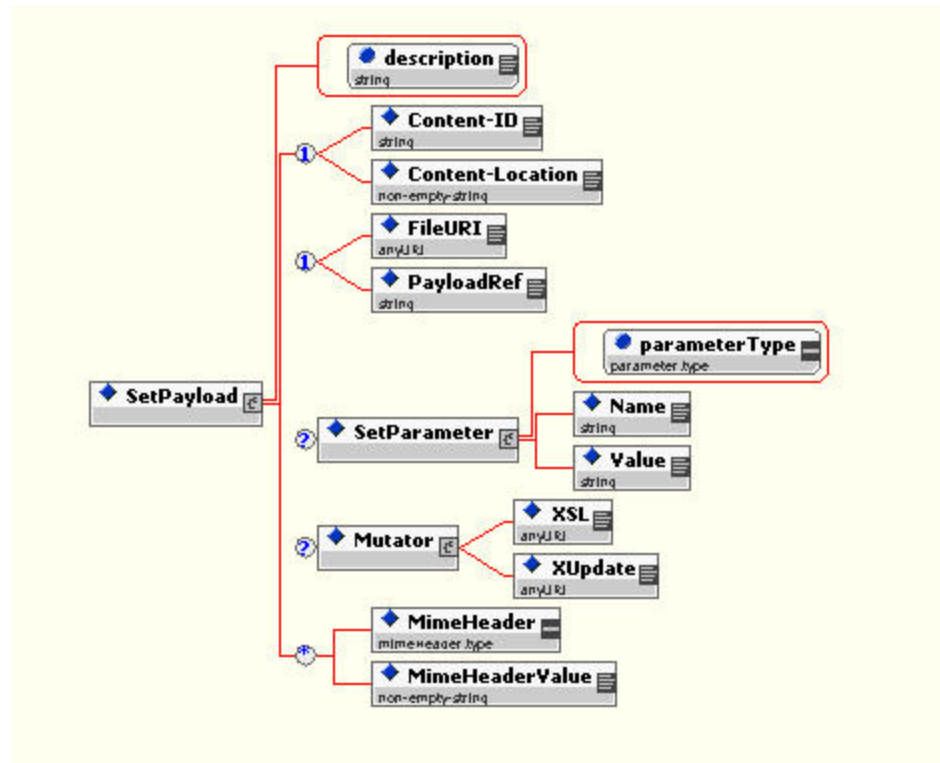 description
string
1
Content-ID
string
Content-Location
non-empty-string
1
FileURI
anyURI
PayloadRef
string
SetPayload
parameterType
parameter.type
?
SetParameter
Name
string
Value
string
?
Mutator
XSL
anyURI
XUpdate
anyURI
*
MimeHeader
mimeHeader.type
MimeHeaderValue
non-empty-string